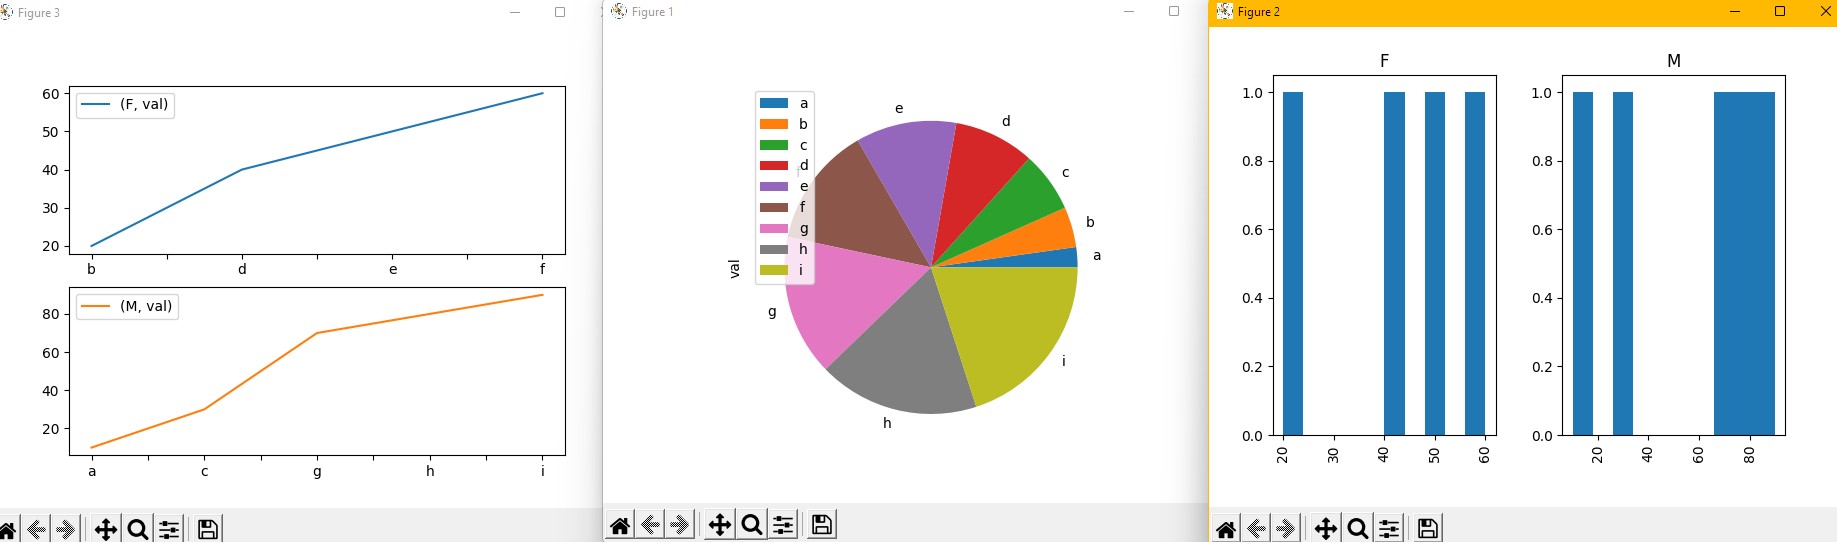 Figure 3
(F, val)
60
50
40
30
20
b d e f
(M, val)
80
60
40
20
a c g h i
Figure 1
a
b
c
d
e
f
g
h
i
val
e
d
c
b
a
g
h
i
Figure 2
F
1.0
0.8
0.6
0.4
0.2
0.0
20 30 40 50 60
M
1.0
0.8
0.6
0.4
0.2
0.0
20 40 60 80